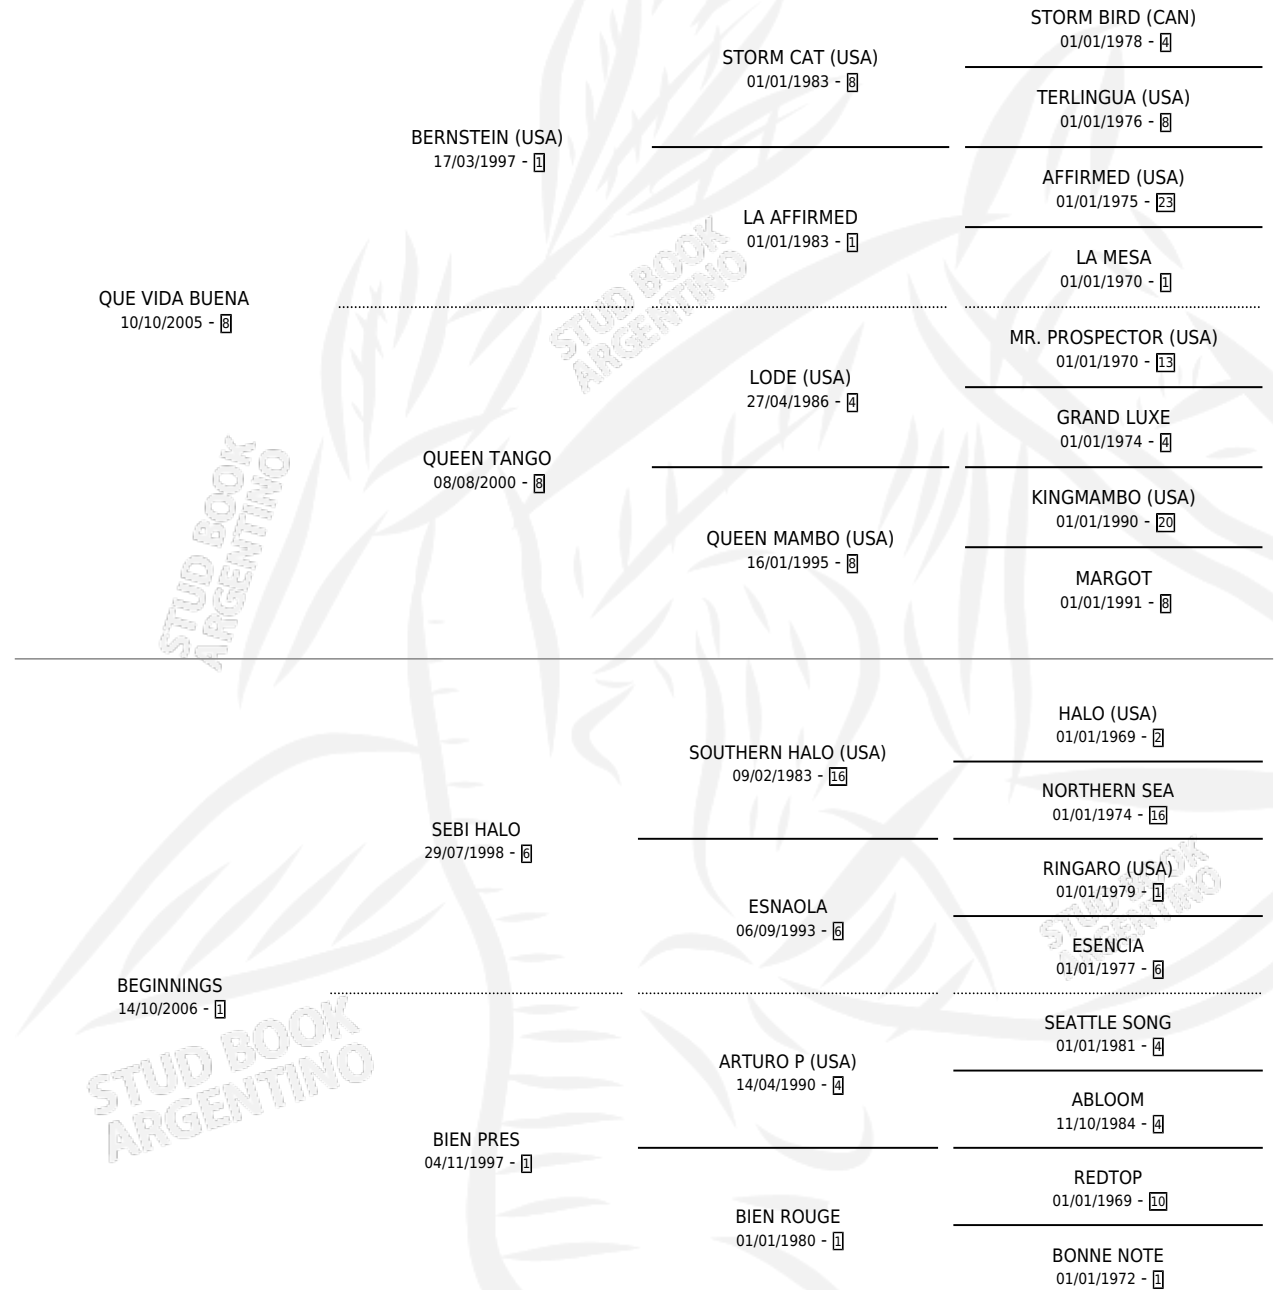 STORM BIRD (CAN)
01/01/1978 - 4
STORM CAT (USA)
01/01/1983 - 8
TERLINGUA (USA)
01/01/1976 - 8
BERNSTEIN (USA)
17/03/1997 - 1
AFFIRMED (USA)
01/01/1975 - 23
LA AFFIRMED
01/01/1983 - 1
LA MESA
01/01/1970 - 1
QUE VIDA BUENA
10/10/2005 - 8
MR. PROSPECTOR (USA)
01/01/1970 - 13
LODE (USA)
27/04/1986 - 4
GRAND LUXE
01/01/1974 - 4
QUEEN TANGO
08/08/2000 - 8
KINGMAMBO (USA)
01/01/1990 - 20
QUEEN MAMBO (USA)
16/01/1995 - 8
MARGOT
01/01/1991 - 8
STUD BOOK
ARGENTINO
STUD BOOK
ARGENTINO
HALO (USA)
01/01/1969 - 2
SOUTHERN HALO (USA)
09/02/1983 - 16
NORTHERN SEA
01/01/1974 - 16
SEBI HALO
29/07/1998 - 6
RINGARO (USA)
01/01/1979 - 1
ESNAOLA
06/09/1993 - 6
ESENCIA
01/01/1977 - 6
BEGINNINGS
14/10/2006 - 1
SEATTLE SONG
01/01/1981 - 4
ARTURO P (USA)
14/04/1990 - 4
ABLOOM
11/10/1984 - 4
BIEN PRES
04/11/1997 - 1
REDTOP
01/01/1969 - 10
BIEN ROUGE
01/01/1980 - 1
BONNE NOTE
01/01/1972 - 1
STUD BOOK
ARGENTINO
STUD BOOK
ARGENTINO